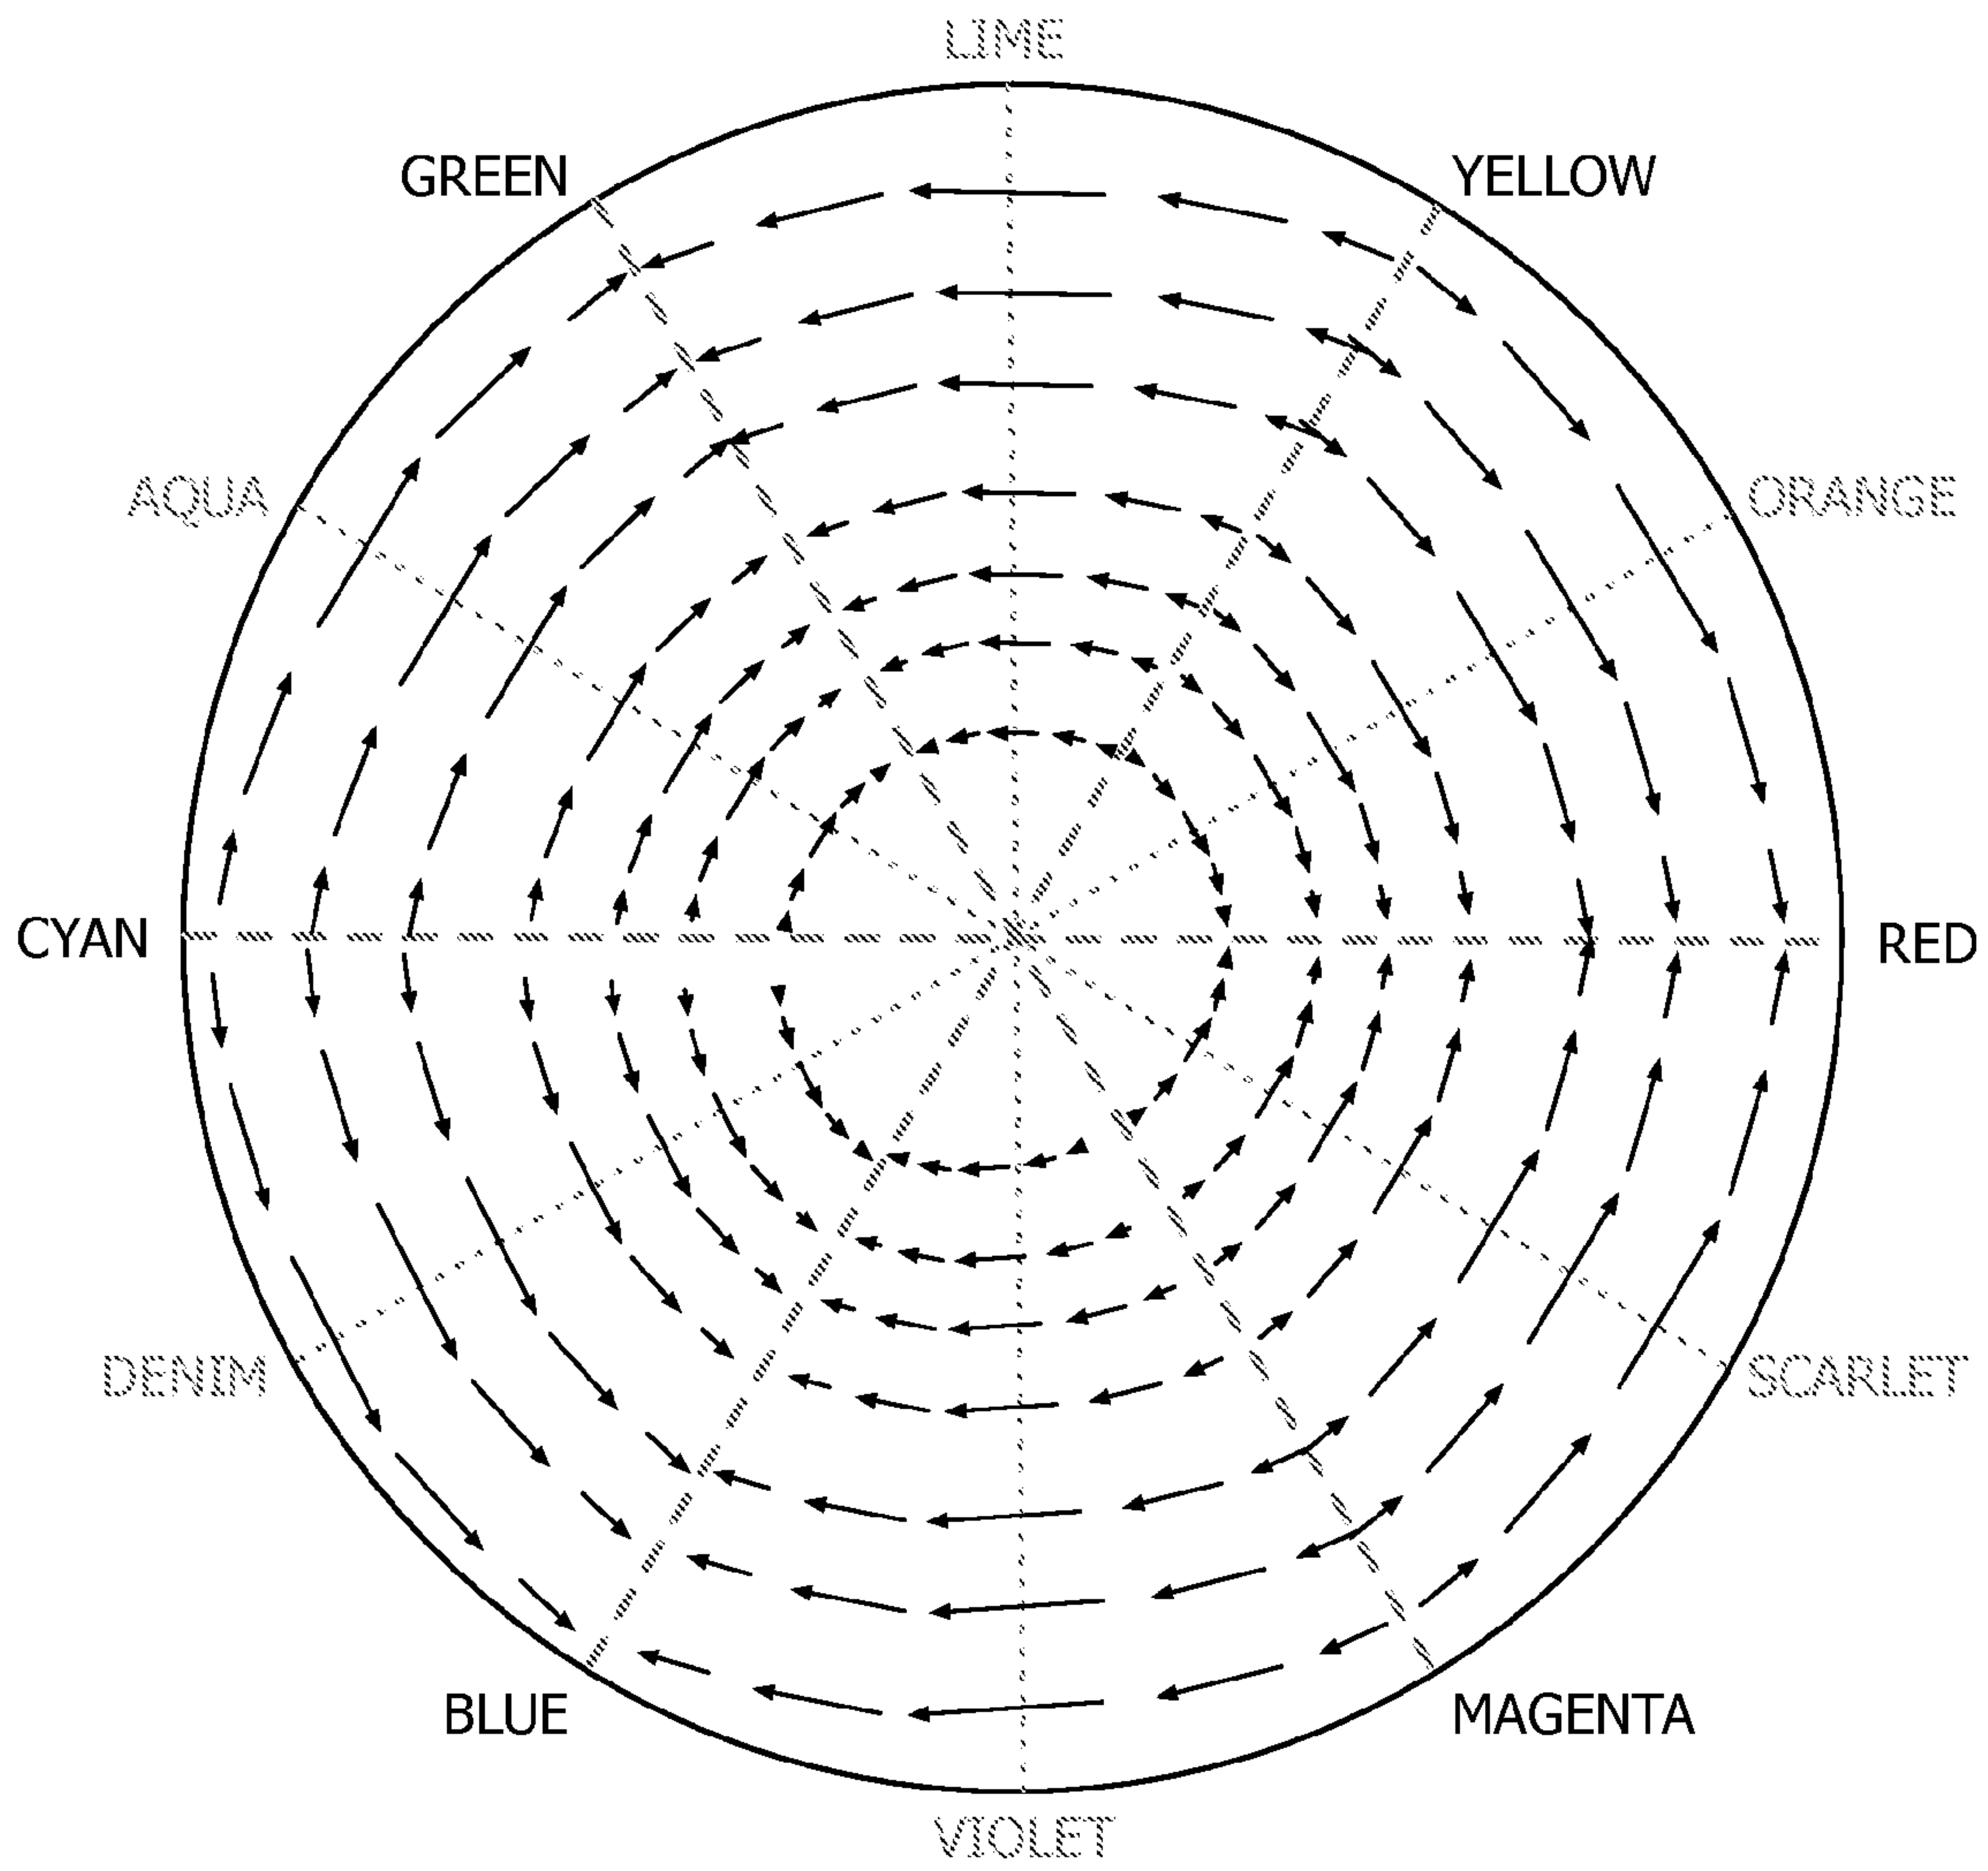 LIME
GREEN
YELLOW
AQUA
ORANGE
CYAN
RED
DENIM
SCARLET
BLUE
MAGENTA
VIOLET